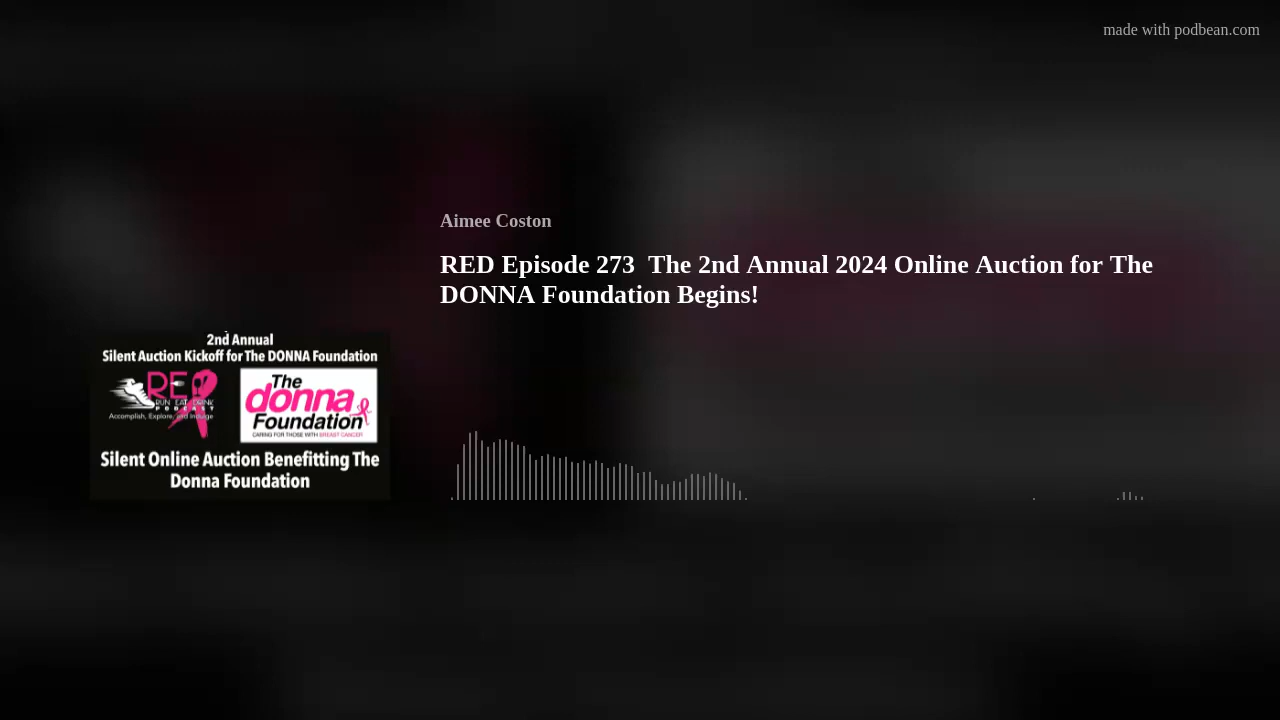 made with podbean.com
Aimee Coston
RED Episode 273  The 2nd Annual 2024 Online Auction for The
DONNA Foundation Begins!
2nd Annual
Silent Auction Kickoff for The DONNA Foundation
RED
RUN EAT DRINK
PODCAST
Accomplish, Explore, and Indulge
The
donna
Foundation
CARING FOR THOSE WITH BREAST CANCER
Silent Online Auction Benefitting The
Donna Foundation